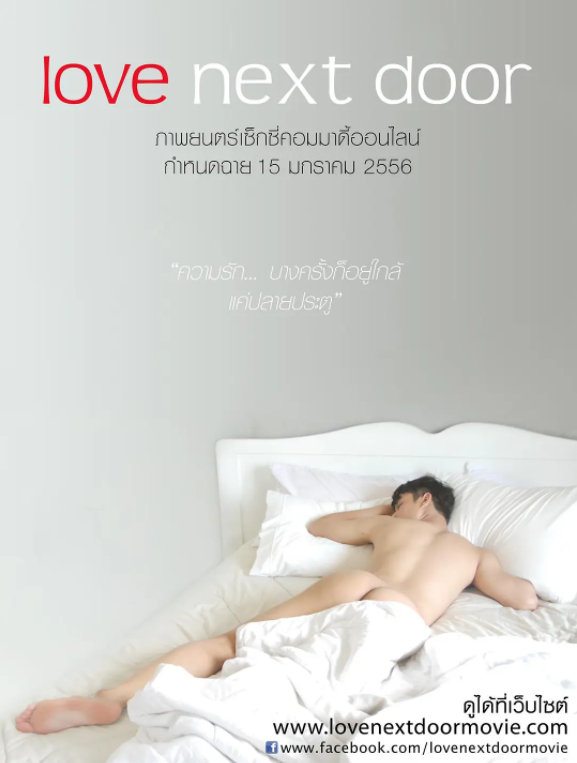 love next door
ภาพยนตร์เซ็กซี่คอมมาดี้ออนไลน์
กำหนดฉาย 15 มกราคม 2556
“ความรัก... บางครั้งก็อยู่ใกล้
แค่ปลายประตู”
ดูได้ที่เว็บไซต์
www.lovenextdoormovie.com
www.facebook.com/lovenextdoormovie